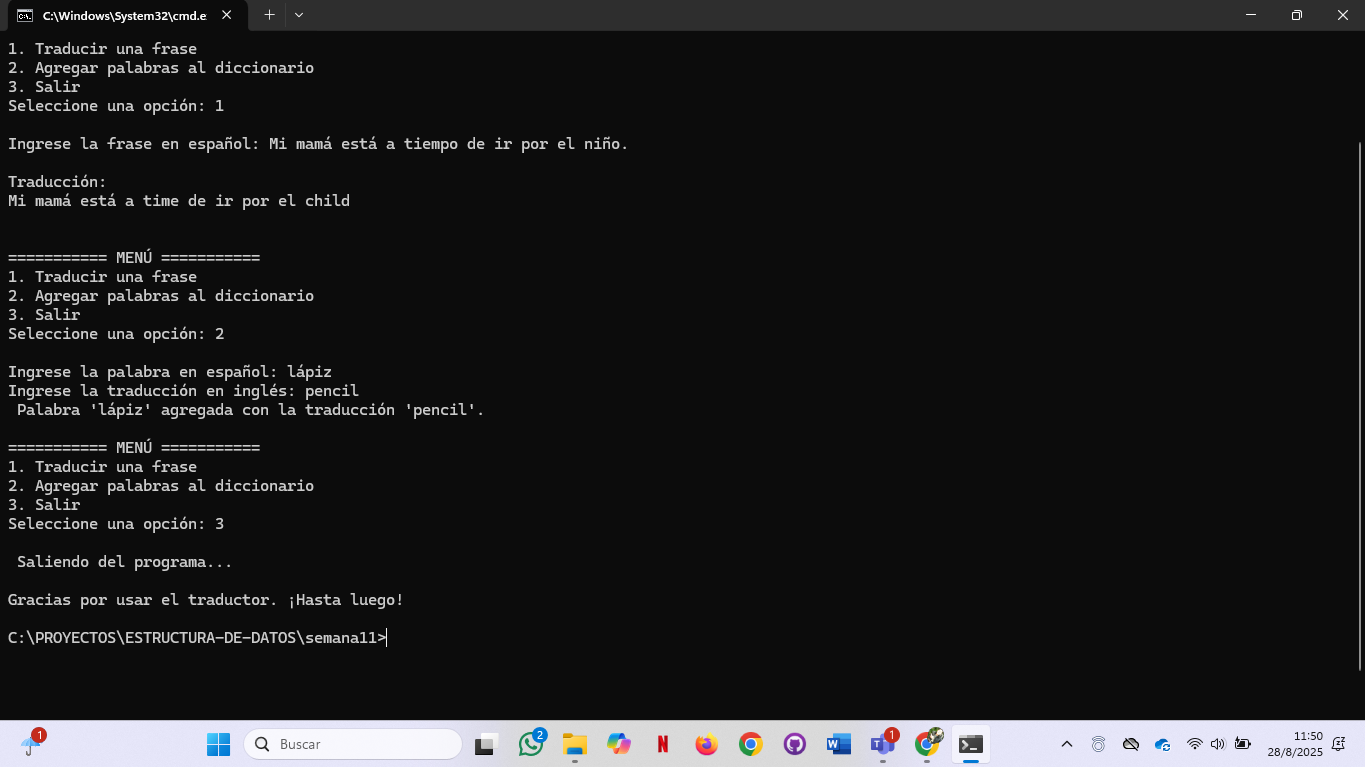 C:\Windows\System32\cmd.e
1. Traducir una frase
2. Agregar palabras al diccionario
3. Salir
Seleccione una opción: 1
Ingrese la frase en español: Mi mamá está a tiempo de ir por el niño.
Traducción:
Mi mamá está a time de ir por el child
=========== MENÚ ===========
1. Traducir una frase
2. Agregar palabras al diccionario
3. Salir
Seleccione una opción: 2
Ingrese la palabra en español: lápiz
Ingrese la traducción en inglés: pencil
Palabra 'lápiz' agregada con la traducción 'pencil'.
=========== MENÚ ===========
1. Traducir una frase
2. Agregar palabras al diccionario
3. Salir
Seleccione una opción: 3
Saliendo del programa...
Gracias por usar el traductor. ¡Hasta luego!
C:\PROYECTOS\ESTRUCTURA-DE-DATOS\semana11>
1
Buscar
2
1
11:50
28/8/2025